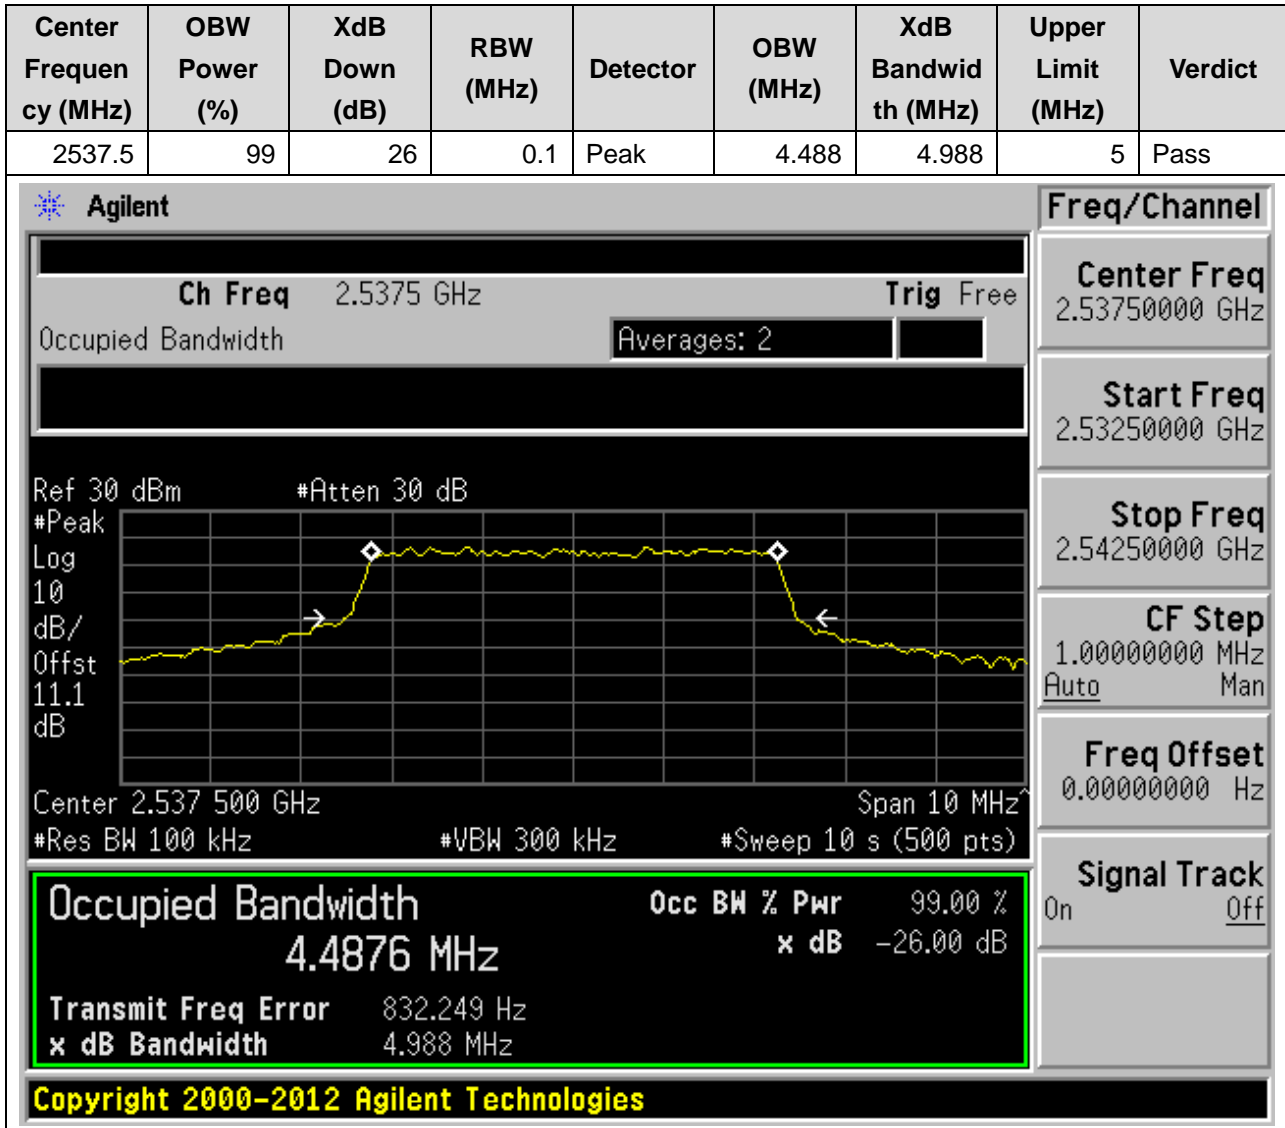 Center Frequency (MHz) OBW Power (%) XdB Down (dB) RBW (MHz) Detector OBW (MHz) XdB Bandwidth (MHz) Upper Limit (MHz) Verdict
2537.5 99 26 0.1 Peak 4.488 4.988 5 Pass
Agilent
Freq/Channel
Ch Freq 2.5375 GHz Trig Free
Occupied Bandwidth Averages: 2
Center Freq
2.53750000 GHz
Start Freq
2.53250000 GHz
Stop Freq
2.54250000 GHz
CF Step
1.00000000 MHz
Auto Man
Freq Offset
0.00000000 Hz
Signal Track
On Off
Ref 30 dBm #Atten 30 dB
#Peak
Log
10
dB/
Offst
11.1
dB
Center 2.537 500 GHz Span 10 MHz^
#Res BW 100 kHz #VBW 300 kHz #Sweep 10 s (500 pts)
Occupied Bandwidth
4.4876 MHz
Occ BW % Pwr 99.00 %
x dB -26.00 dB
Transmit Freq Error 832.249 Hz
x dB Bandwidth 4.988 MHz
Copyright 2000-2012 Agilent Technologies